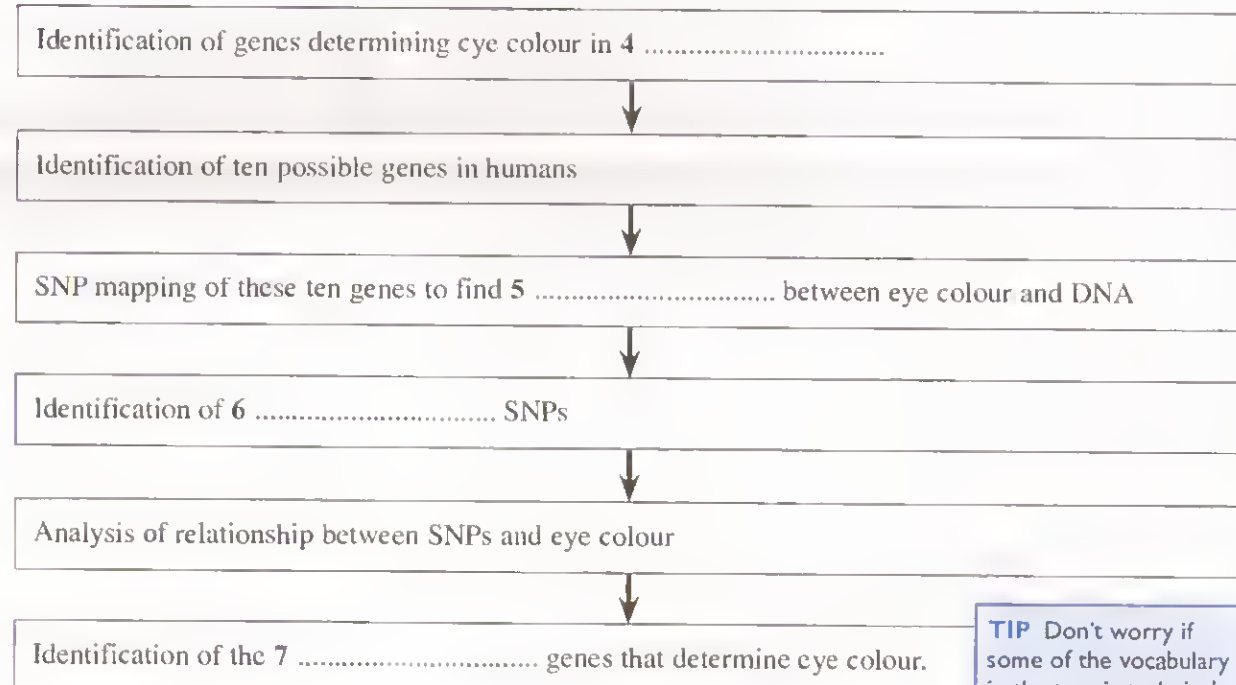 Identification of genes determining eye colour in 4 ................................
Identification of ten possible genes in humans
SNP mapping of these ten genes to find 5 ................................ between eye colour and DNA
Identification of 6 ................................ SNPs
Analysis of relationship between SNPs and eye colour
Identification of the 7 ................................ genes that determine eye colour.
TIP Don't worry if
some of the vocabulary